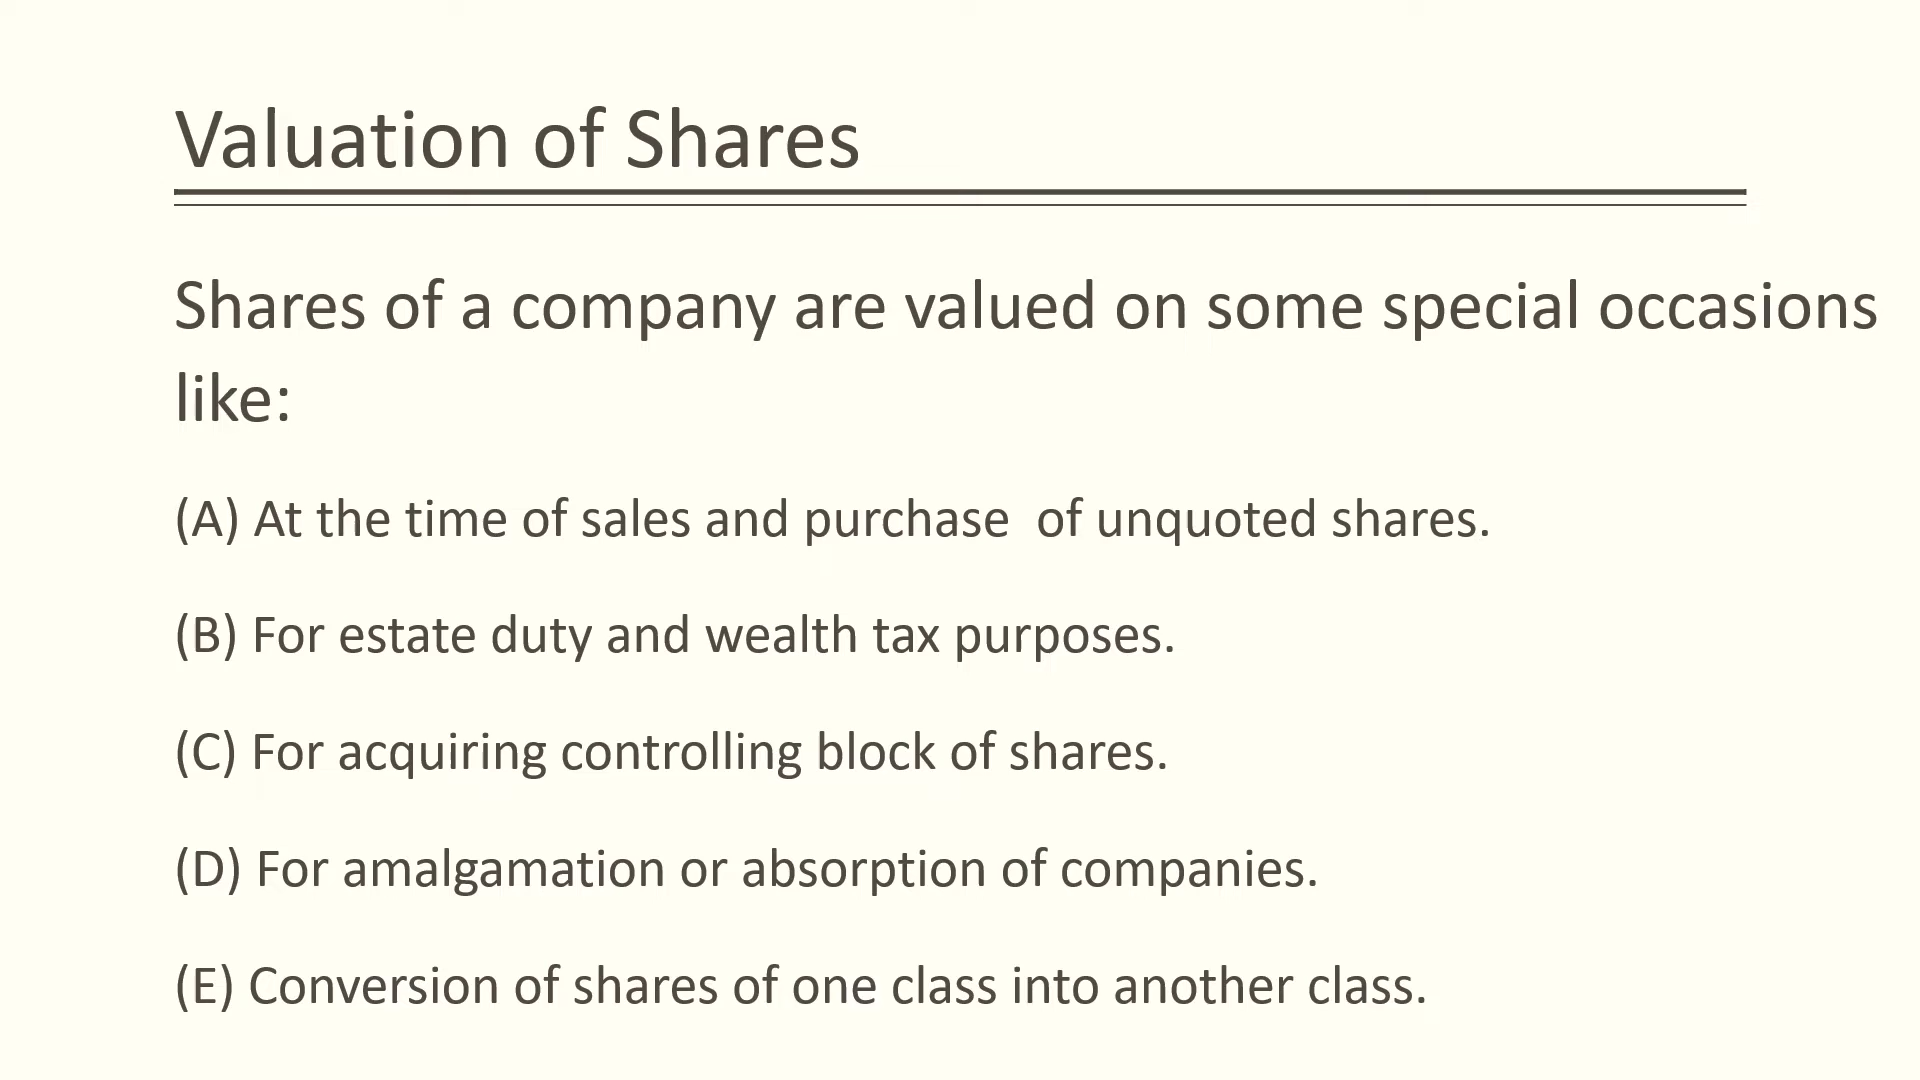 Valuation of Shares
Shares of a company are valued on some special occasions
like:
(A) At the time of sales and purchase  of unquoted shares.
(B) For estate duty and wealth tax purposes.
(C) For acquiring controlling block of shares.
(D) For amalgamation or absorption of companies.
(E) Conversion of shares of one class into another class.